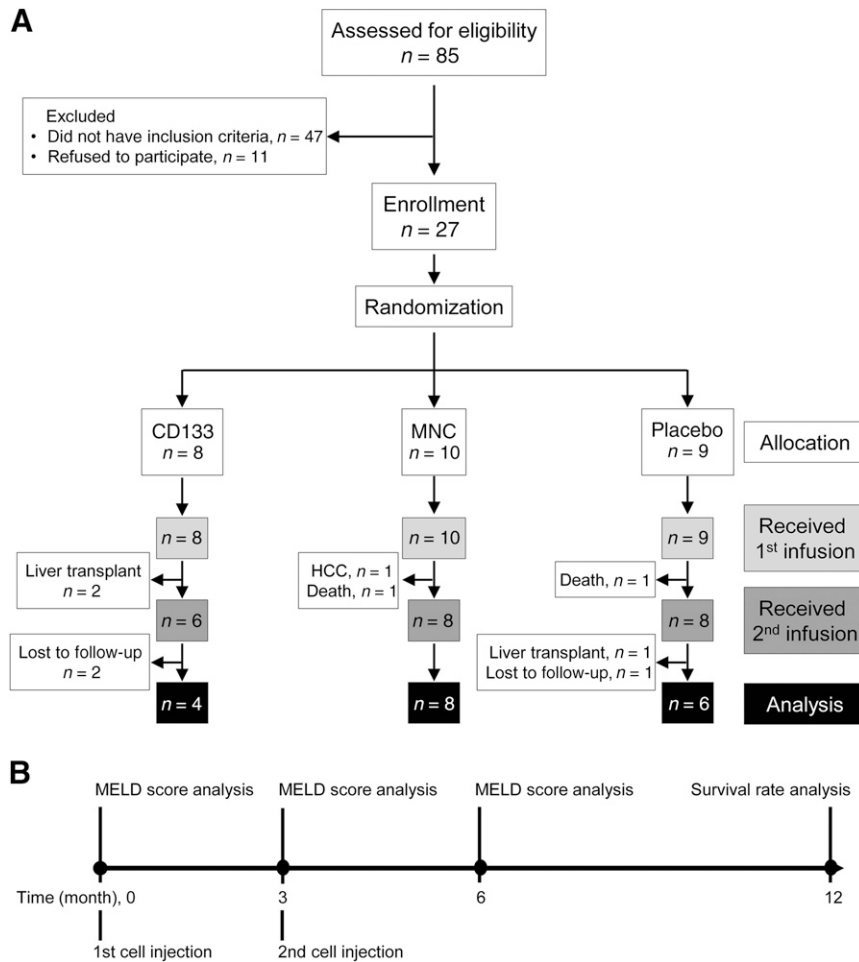 A
Assessed for eligibility
n = 85
Excluded
• Did not have inclusion criteria, n = 47
• Refused to participate, n = 11
Enrollment
n = 27
Randomization
CD133
n = 8
MNC
n = 10
Placebo
n = 9
Allocation
n = 8
n = 10
n = 9
Received
1st infusion
Liver transplant
n = 2
HCC, n = 1
Death, n = 1
Death, n = 1
n = 6
n = 8
n = 8
Received
2nd infusion
Lost to follow-up
n = 2
Liver transplant, n = 1
Lost to follow-up, n = 1
n = 4
n = 8
n = 6
Analysis
B
MELD score analysis
MELD score analysis
MELD score analysis
Survival rate analysis
Time (month), 0
3
6
12
1st cell injection
2nd cell injection